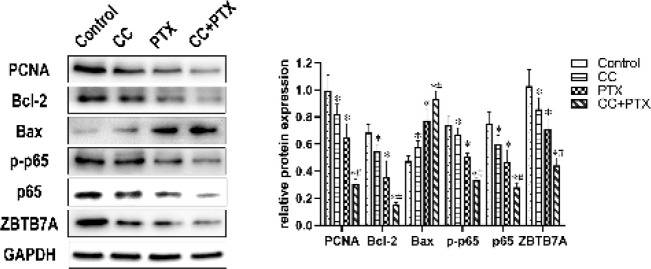 Control CC PTX CC+PTX
PCNA
Bcl-2
Bax
p-p65
p65
ZBTB7A
GAPDH
relative protein expression
1.2
1.0
0.8
0.6
0.4
0.2
0.0
PCNA Bcl-2 Bax p-p65 p65 ZBTB7A
Control
CC
PTX
CC+PTX